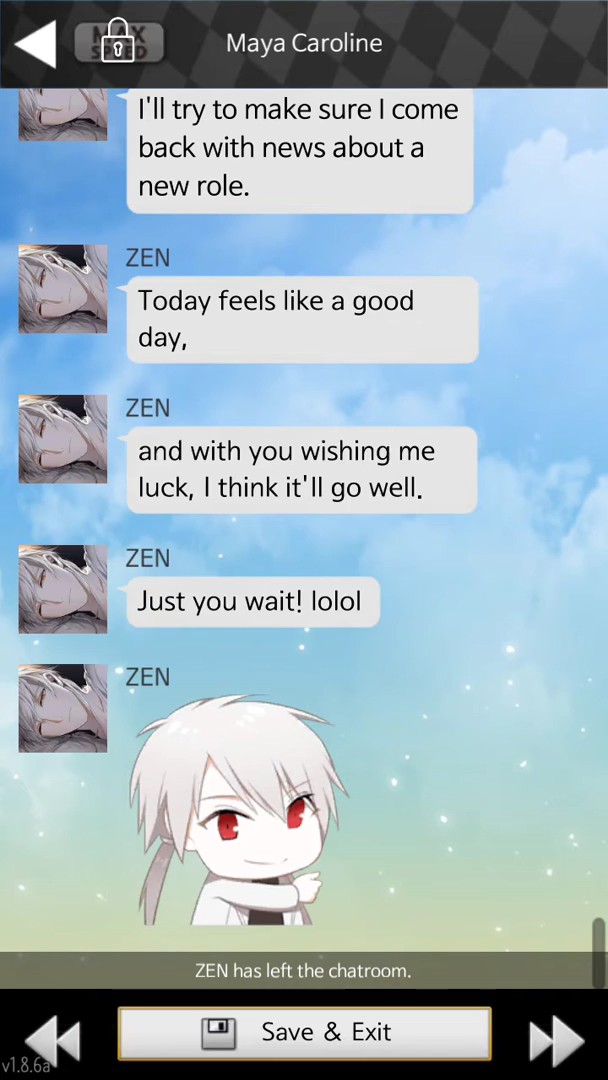 MAX
SPEED
Maya Caroline
I'll try to make sure I come
back with news about a
new role.
ZEN
Today feels like a good
day,
ZEN
and with you wishing me
luck, I think it'll go well.
ZEN
Just you wait! lolol
ZEN
ZEN has left the chatroom.
Save & Exit
v1.8.6a